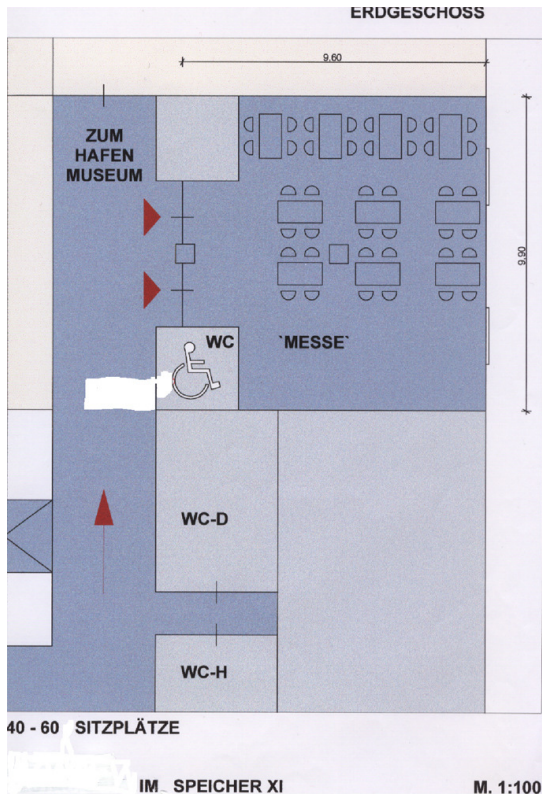 ERDGESCHOSS
9.60
ZUM
HAFEN
MUSEUM
9.90
WC
`MESSE`
WC-D
WC-H
40 - 60 SITZPLÄTZE
IM SPEICHER XI
M. 1:100